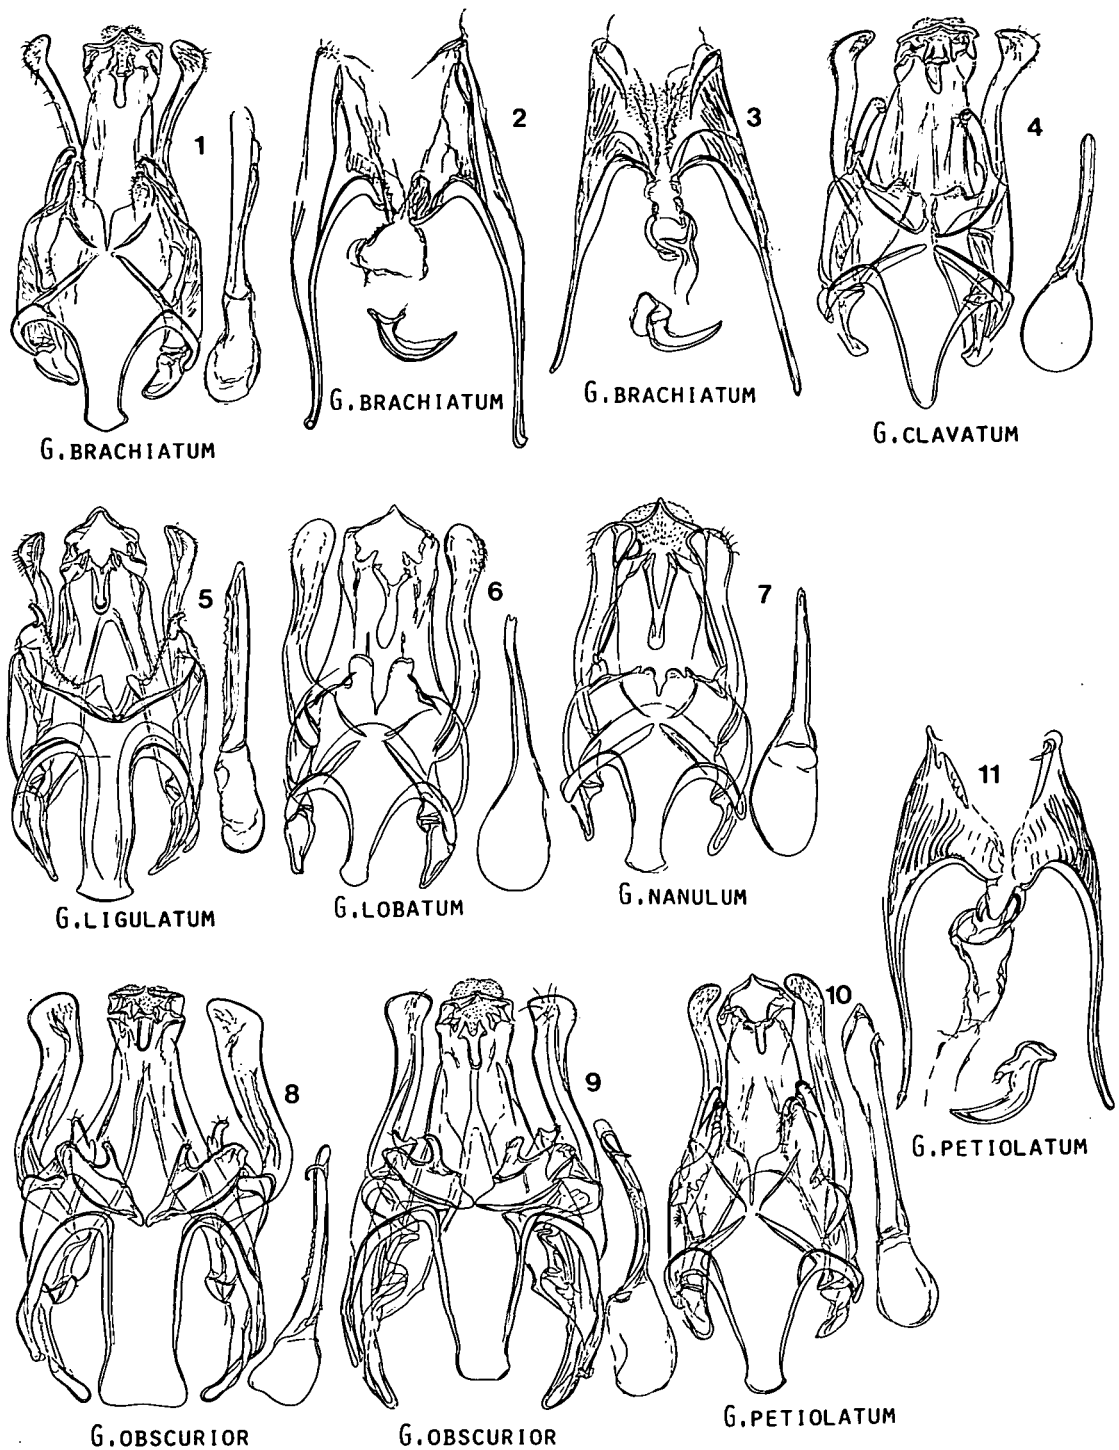 1
2
3
4
G.BRACHIATUM
G.BRACHIATUM
G.BRACHIATUM
G.CLAVATUM
5
6
7
G.LIGULATUM
G.LOBATUM
G.NANULUM
8
9
10
11
G.OBSCURIOR
G.OBSCURIOR
G.PETIOLATUM
G.PETIOLATUM